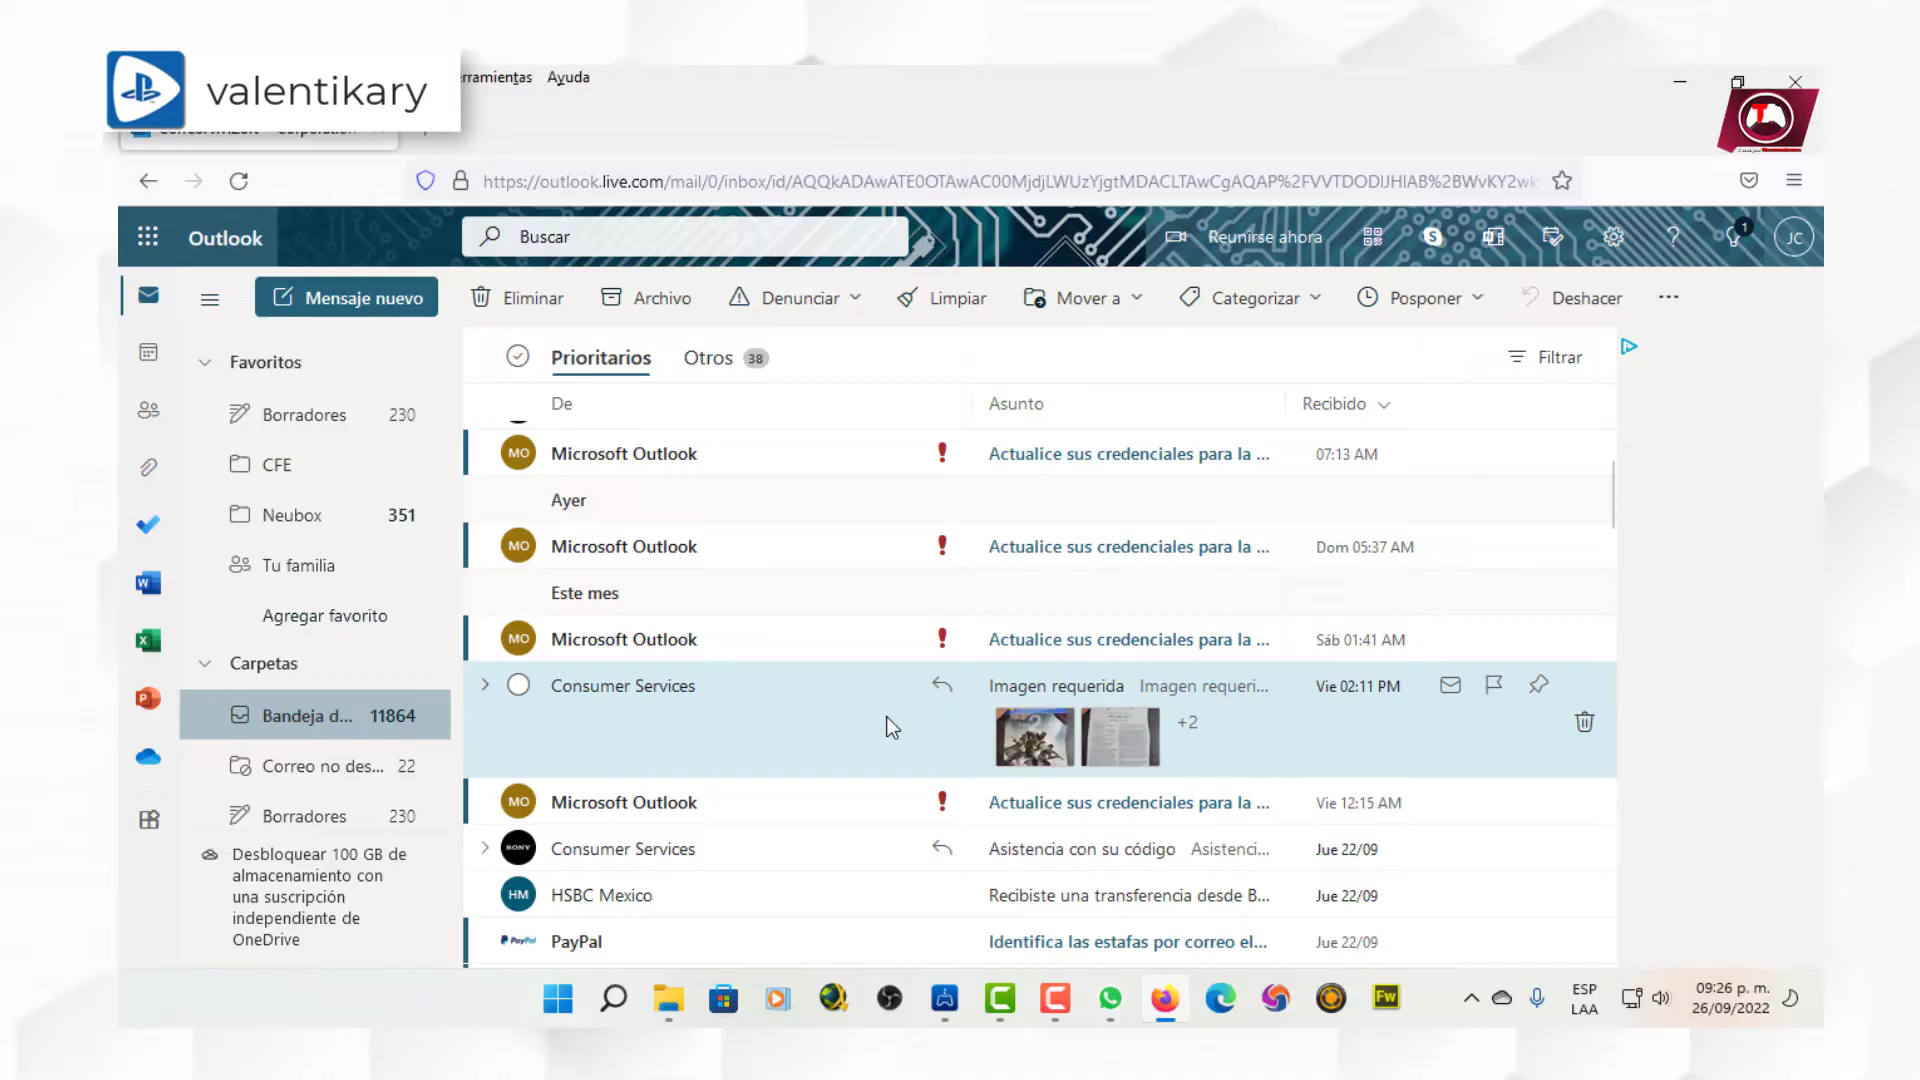 valentikary
erramientas Ayuda
https://outlook.live.com/mail/0/inbox/id/AQQkADAwATE0OTAwAC00MjdjLWUzYjgtMDACLTAwCgAQAP%2FVVTDODIJHIAB%2BWvKY2wk
Outlook
Buscar
Reunirse ahora
1
JC
Mensaje nuevo
Eliminar
Archivo
Denunciar
Limpiar
Mover a
Categorizar
Posponer
Deshacer
Favoritos
Borradores 230
CFE
Neubox 351
Tu familia
Agregar favorito
Carpetas
Bandeja d... 11864
Correo no des... 22
Borradores 230
Desbloquear 100 GB de
almacenamiento con
una suscripción
independiente de
OneDrive
Prioritarios Otros 38 Filtrar
De Asunto Recibido
MO Microsoft Outlook Actualice sus credenciales para la ... 07:13 AM
Ayer
MO Microsoft Outlook Actualice sus credenciales para la ... Dom 05:37 AM
Este mes
MO Microsoft Outlook Actualice sus credenciales para la ... Sáb 01:41 AM
Consumer Services Imagen requerida Imagen requeri... Vie 02:11 PM
+2
MO Microsoft Outlook Actualice sus credenciales para la ... Vie 12:15 AM
SONY Consumer Services Asistencia con su código Asistenci... Jue 22/09
HM HSBC Mexico Recibiste una transferencia desde B... Jue 22/09
PayPal PayPal Identifica las estafas por correo el... Jue 22/09
Fw
ESP
LAA
09:26 p. m.
26/09/2022